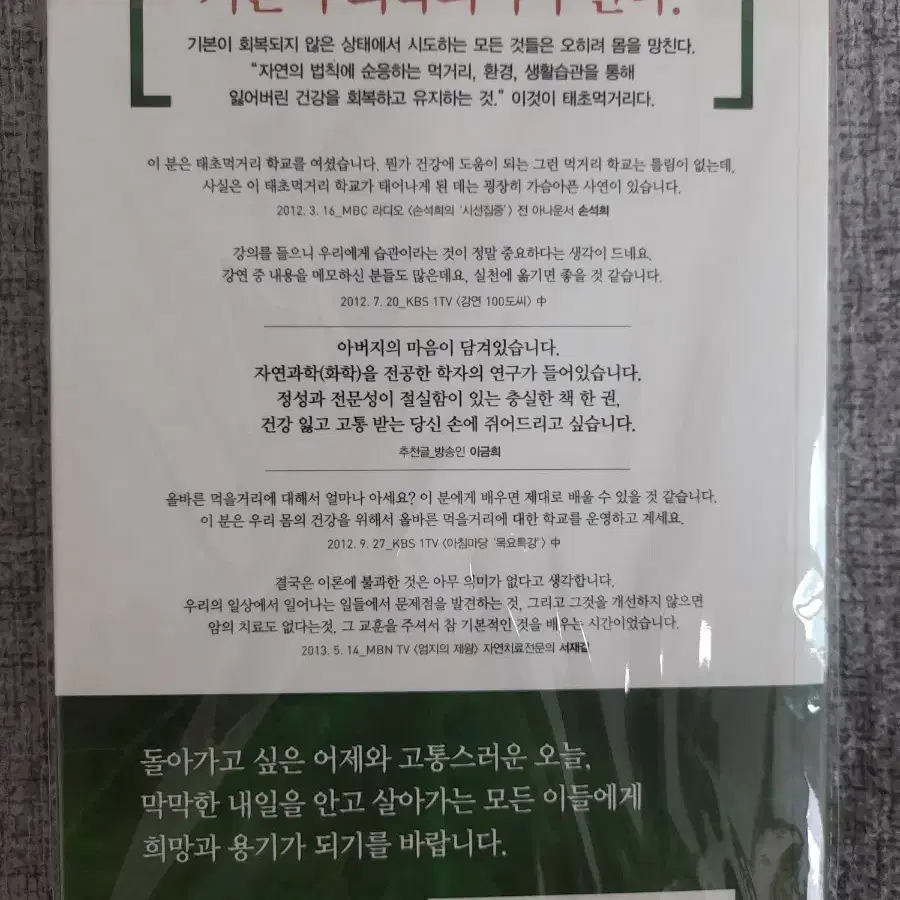 기본이 회복되지 않은 상태에서 시도하는 모든 것들은 오히려 몸을 망친다.
“자연의 법칙에 순응하는 먹거리, 환경, 생활습관을 통해
잃어버린 건강을 회복하고 유지하는 것.” 이것이 태초먹거리다.
이 분은 태초먹거리 학교를 여셨습니다. 뭔가 건강에 도움이 되는 그런 먹거리 학교는 틀림이 없는데,
사실은 이 태초먹거리 학교가 태어나게 된 데는 굉장히 가슴아픈 사연이 있습니다.
2012. 3. 16_MBC 라디오 〈손석희의 ‘시선집중’〉 전 아나운서 손석희
강의를 들으니 우리에게 습관이라는 것이 정말 중요하다는 생각이 드네요.
강연 중 내용을 메모하신 분들도 많은데요, 실천에 옮기면 좋을 것 같습니다.
2012. 7. 20_KBS 1TV 〈강연 100도씨〉 中
아버지의 마음이 담겨있습니다.
자연과학(화학)을 전공한 학자의 연구가 들어있습니다.
정성과 전문성이 절실함이 있는 충실한 책 한 권,
건강 잃고 고통 받는 당신 손에 쥐어드리고 싶습니다.
추천글_방송인 이금희
올바른 먹을거리에 대해서 얼마나 아세요? 이 분에게 배우면 제대로 배울 수 있을 것 같습니다.
이 분은 우리 몸의 건강을 위해서 올바른 먹을거리에 대한 학교를 운영하고 계세요.
2012. 9. 27_KBS 1TV 〈아침마당 ‘목요특강’〉 中
결국은 이론에 불과한 것은 아무 의미가 없다고 생각합니다.
우리의 일상에서 일어나는 일들에서 문제점을 발견하는 것, 그리고 그것을 개선하지 않으면
암의 치료도 없다는것, 그 교훈을 주셔서 참 기본적인 것을 배우는 시간이었습니다.
2013. 5. 14_MBN TV 〈엄지의 제왕〉 자연치료전문의 서재걸
돌아가고 싶은 어제와 고통스러운 오늘,
막막한 내일을 안고 살아가는 모든 이들에게
희망과 용기가 되기를 바랍니다.